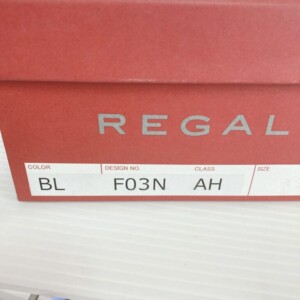 REGAL
COLOR DESIGN NO. CLASS SIZE
BL F03N AH